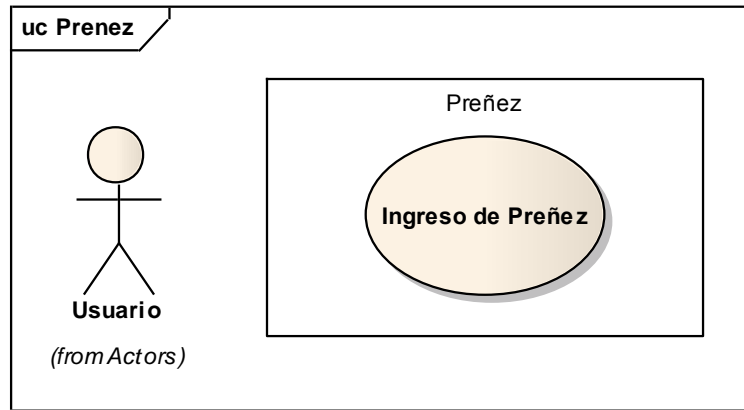 uc Prenez
Preñez
Ingreso de Preñez
Usuario
(from Actors)